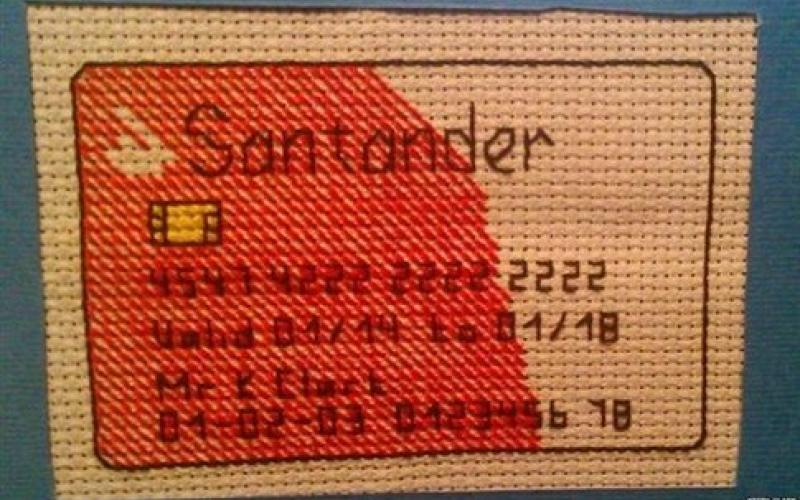 Santander
4547 4222 2222 2222
Valid 01/14 to 01/18
Mr K Clark
01-02-03 0123456 78